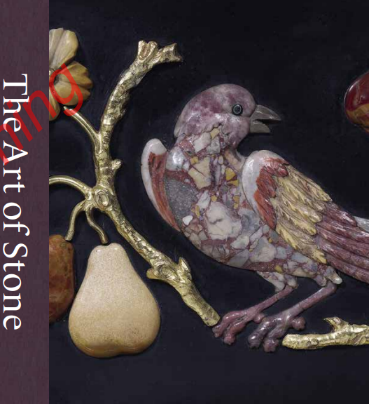 The Art of Stone